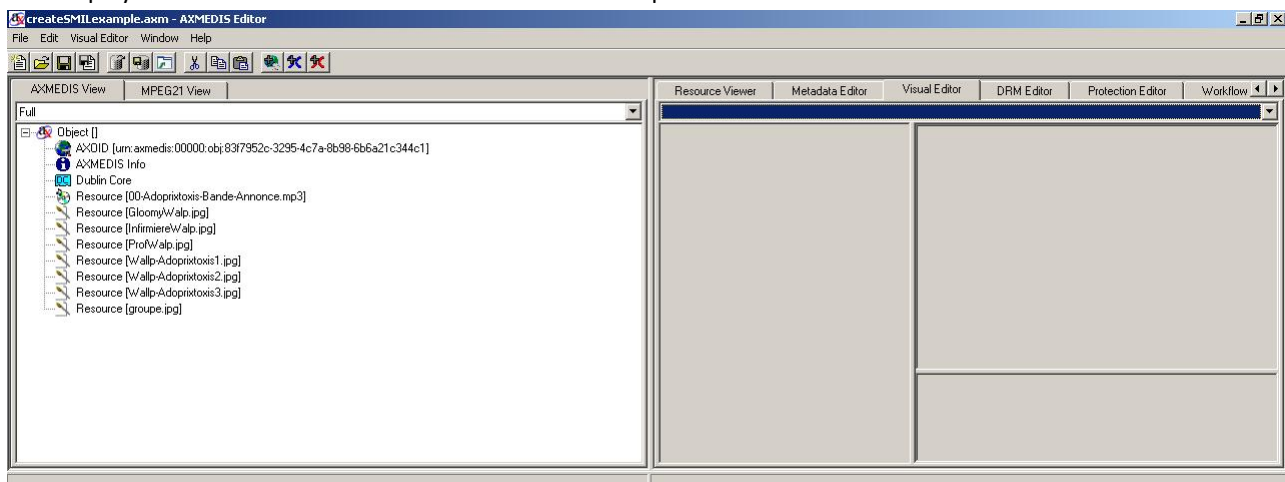 createSMILexample.axm - AXMEDIS Editor
File Edit Visual Editor Window Help
AXMEDIS View MPEG21 View
Resource Viewer Metadata Editor Visual Editor DRM Editor Protection Editor Workflow
Full
Object []
AXOID [urn:axmedis:00000:obj:83f7952c-3295-4c7a-8b98-6b6a21c344c1]
AXMEDIS Info
Dublin Core
Resource [00-Adoprixtoxis-Bande-Annonce.mp3]
Resource [GloomyWalp.jpg]
Resource [InfirmiereWalp.jpg]
Resource [ProfWalp.jpg]
Resource [Wallp-Adoprixtoxis1.jpg]
Resource [Wallp-Adoprixtoxis2.jpg]
Resource [Wallp-Adoprixtoxis3.jpg]
Resource [groupe.jpg]